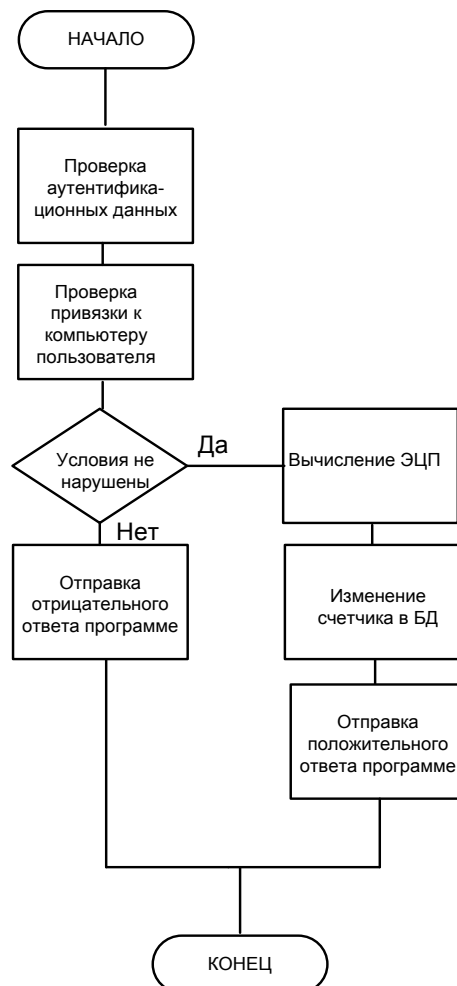 НАЧАЛО
Проверка
аутентифика-
ционных данных
Проверка
привязки к
компьютеру
пользователя
Условия не
нарушены
Да
Вычисление ЭЦП
Нет
Отправка
отрицательного
ответа программе
Изменение
счетчика в БД
Отправка
положительного
ответа программе
КОНЕЦ